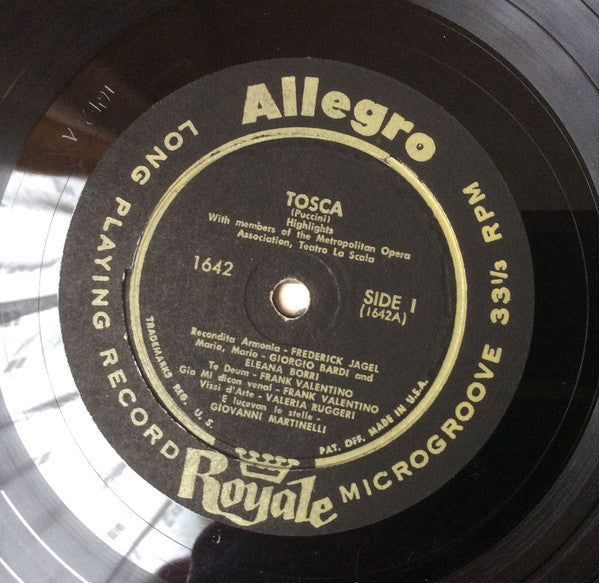 Allegro
LONG PLAYING RECORD
MICROGROOVE 33 1/3 RPM
TOSCA
(Puccini)
Highlights
With members of the Metropolitan Opera
Association, Teatro La Scala
1642
SIDE I
(1642A)
Recondita Armonia - FREDERICK JAGEL
Mario, Mario - GIORGIO BARDI and
ELEANA BORRI
Te Deum - FRANK VALENTINO
Gia Mi dicon venal - FRANK VALENTINO
Vissi d'Arte - VALERIA RUGGERI
E lucevan le stelle -
GIOVANNI MARTINELLI
TRADEMARKS REG. U. S.
PAT. OFF. MADE IN U.S.A.
Royale